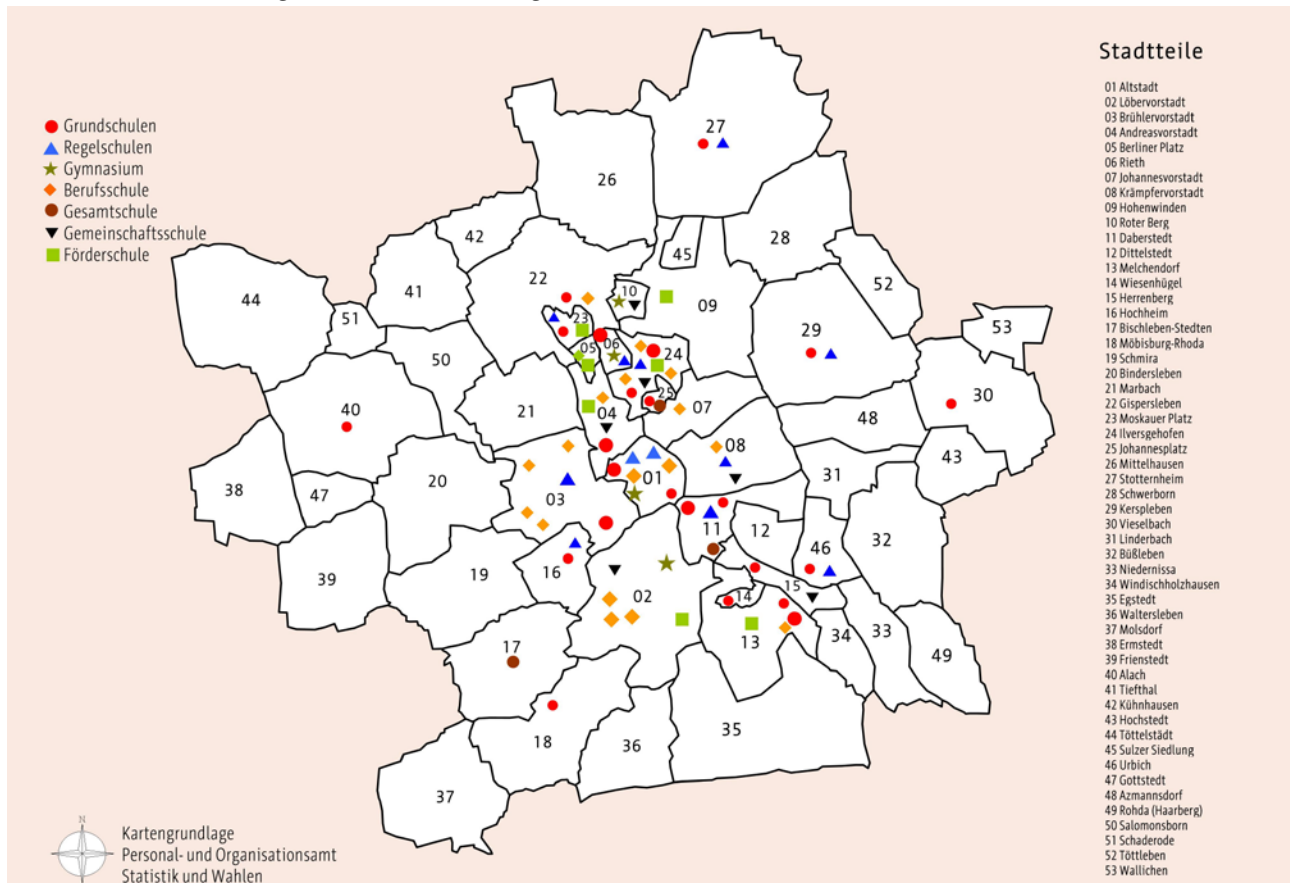 Stadtteile
01 Altstadt
02 Löbervorstadt
03 Brühlervorstadt
04 Andreasvorstadt
05 Berliner Platz
06 Rieth
07 Johannesvorstadt
08 Krämpfervorstadt
09 Hohenwinden
10 Roter Berg
11 Daberstedt
12 Dittelstedt
13 Melchendorf
14 Wiesenhügel
15 Herrenberg
16 Hochheim
17 Bischleben-Stedten
18 Möbisburg-Rhoda
19 Schmira
20 Bindersleben
21 Marbach
22 Gispersleben
23 Moskauer Platz
24 Ilversgehofen
25 Johannesplatz
26 Mittelhausen
27 Stotternheim
28 Schwerborn
29 Kerspleben
30 Vieselbach
31 Linderbach
32 Büßleben
33 Niedernissa
34 Windischholzhausen
35 Egstedt
36 Waltersleben
37 Molsdorf
38 Ermstedt
39 Frienstedt
40 Alach
41 Tiefthal
42 Kühnhausen
43 Hochstedt
44 Töttelstädt
45 Sulzer Siedlung
46 Urbich
47 Gottstedt
48 Azmannsdorf
49 Rohda (Haarberg)
50 Salomonsborn
51 Schaderode
52 Töttleben
53 Wallichen
Grundschulen
Regelschulen
Gymnasium
Berufsschule
Gesamtschule
Gemeinschaftsschule
Förderschule
27
26
42
28
45
41
22
10
44
52
09
51
23
53
06
29
05
24
50
25
30
40
04
07
21
48
08
43
01
31
20
38
47
03
11
12
46
32
16
39
19
15
02
14
34
33
13
17
49
35
18
36
37
N
Kartengrundlage
Personal- und Organisationsamt
Statistik und Wahlen